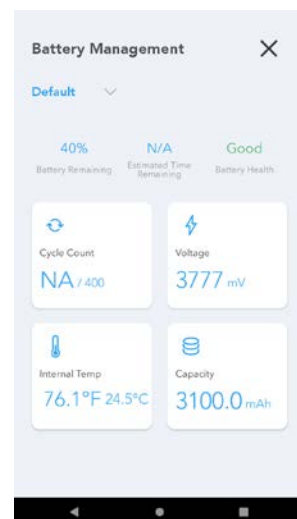 Battery Management
Default
40% N/A Good
Battery Remaining Estimated Time Remaining Battery Health
Cycle Count Voltage
NA / 400 3777 mV
Internal Temp Capacity
76.1°F 24.5°C 3100.0 mAh